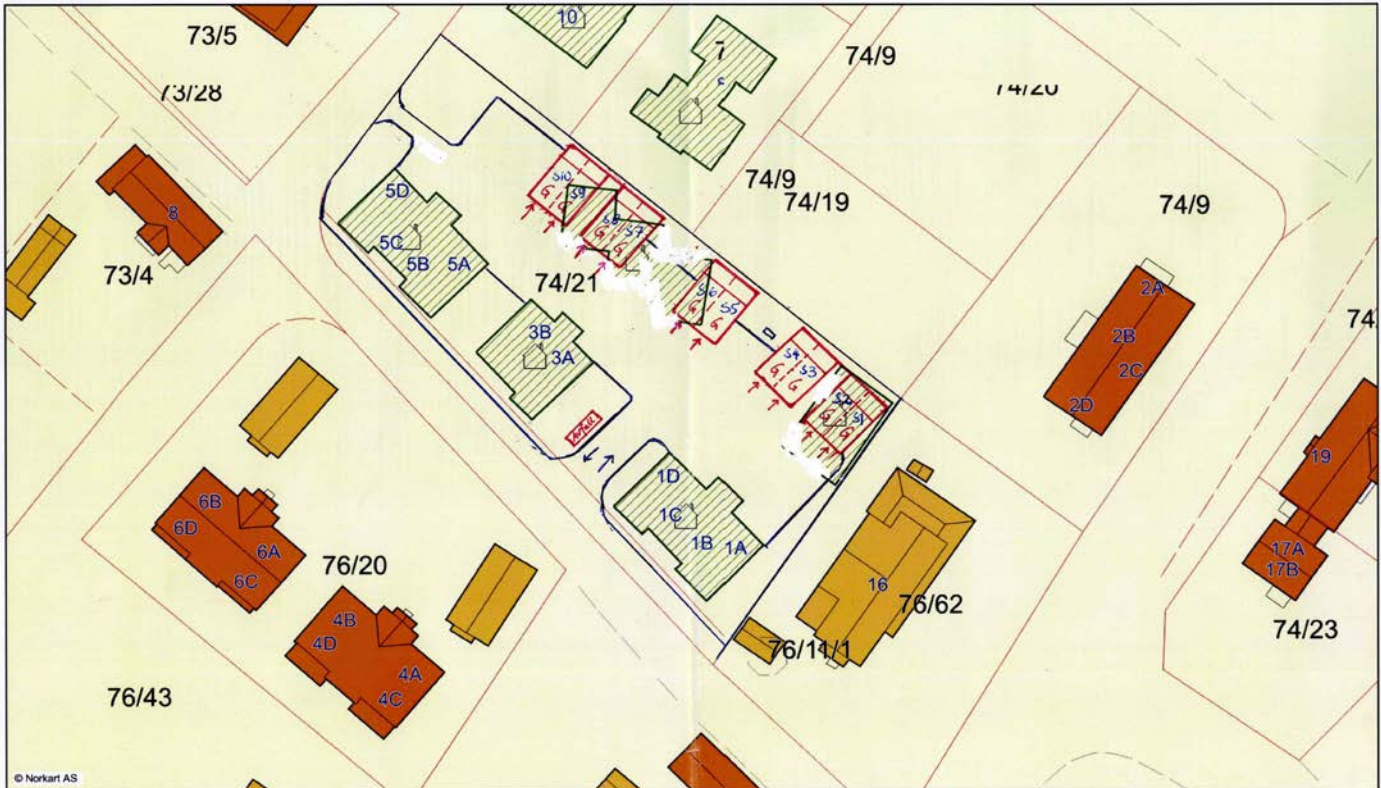 10
73/5
7
74/9
73/28
74/20
5D
S10
S9
G
G
74/9
74/19
74/9
8
S8
S7
G
G
5C
5B
5A
73/4
74/21
2A
S6
S5
G
G
2B
2C
74
3B
3A
S4
S3
G
G
2D
S2
S1
G
G
Avfall
19
1D
1C
1B
1A
6B
6D
6A
6C
76/20
17A
17B
16
76/62
4B
4D
4A
4C
76/11/1
74/23
76/43
© Norkart AS